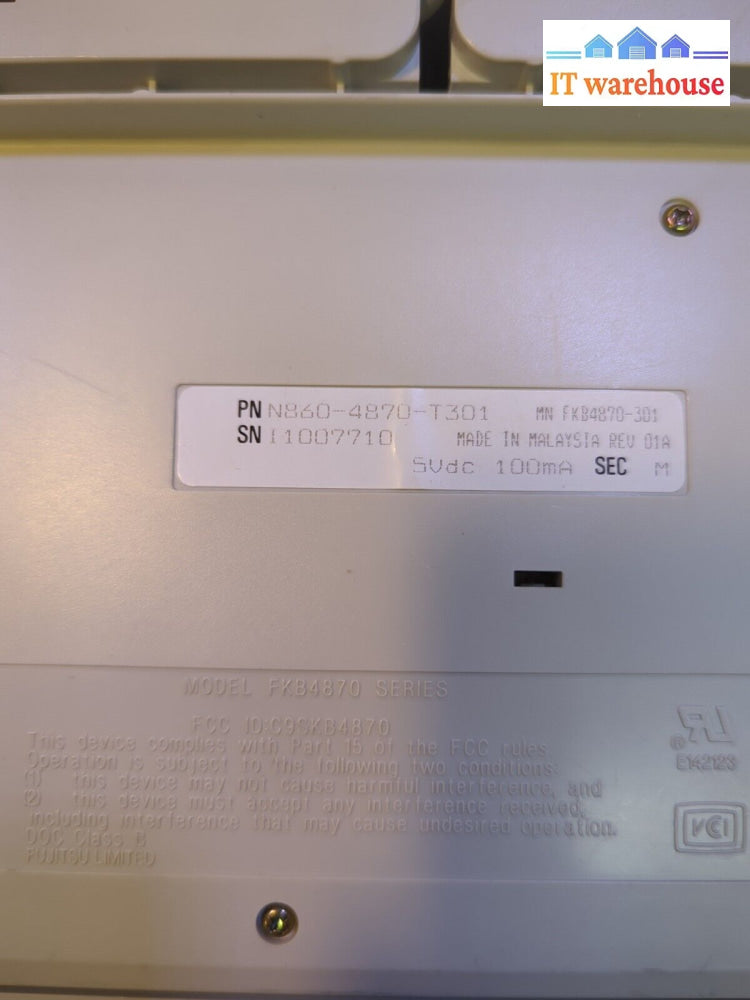 IT warehouse
PN N860-4870-T301 MN FKB4870-301
SN I1007710 MADE IN MALAYSIA REV 01A
5Vdc 100mA SEC M
MODEL FKB4870 SERIES
FCC ID:C9SKB4870
This device complies with Part 15 of the FCC rules
Operation is subject to the following two conditions:
(1) this device may not cause harmful interference, and
(2) this device must accept any interference received,
including interference that may cause undesired operation.
DOC Class B
FUJITSU LIMITED
E142123
VCI